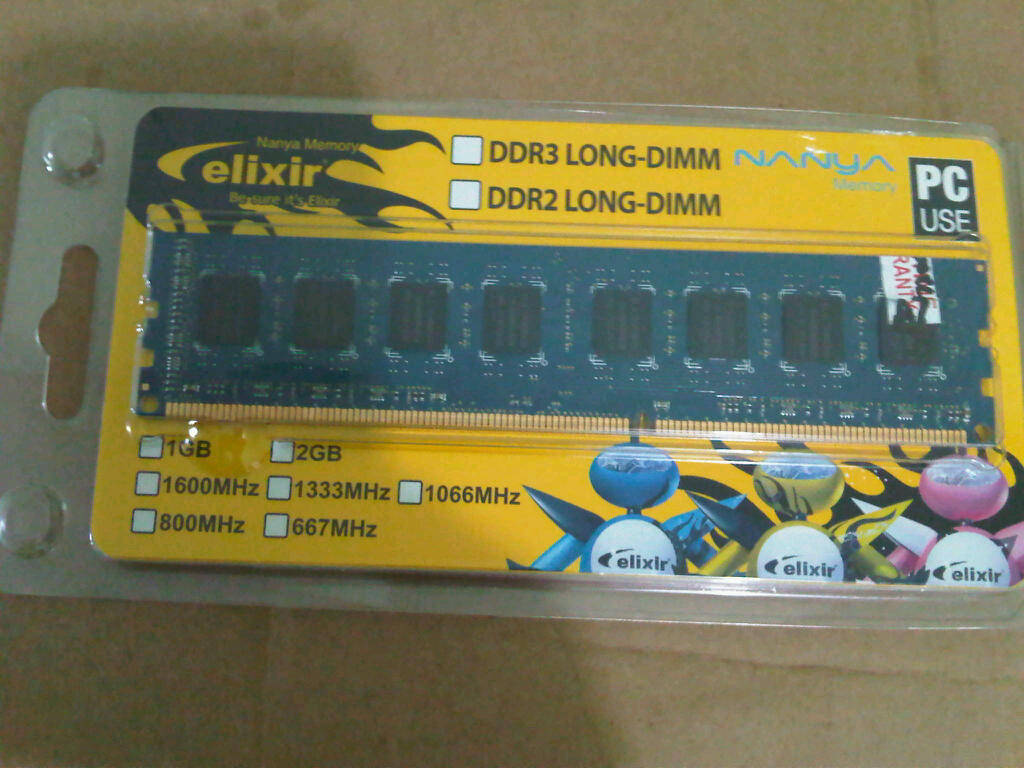 Nanya Memory
elixir
Be sure it's Elixir
DDR3 LONG-DIMM
DDR2 LONG-DIMM
NANYA
Memory
PC
USE
RANTY
1GB
2GB
1600MHz
1333MHz
1066MHz
800MHz
667MHz
elixir
elixir
elixir